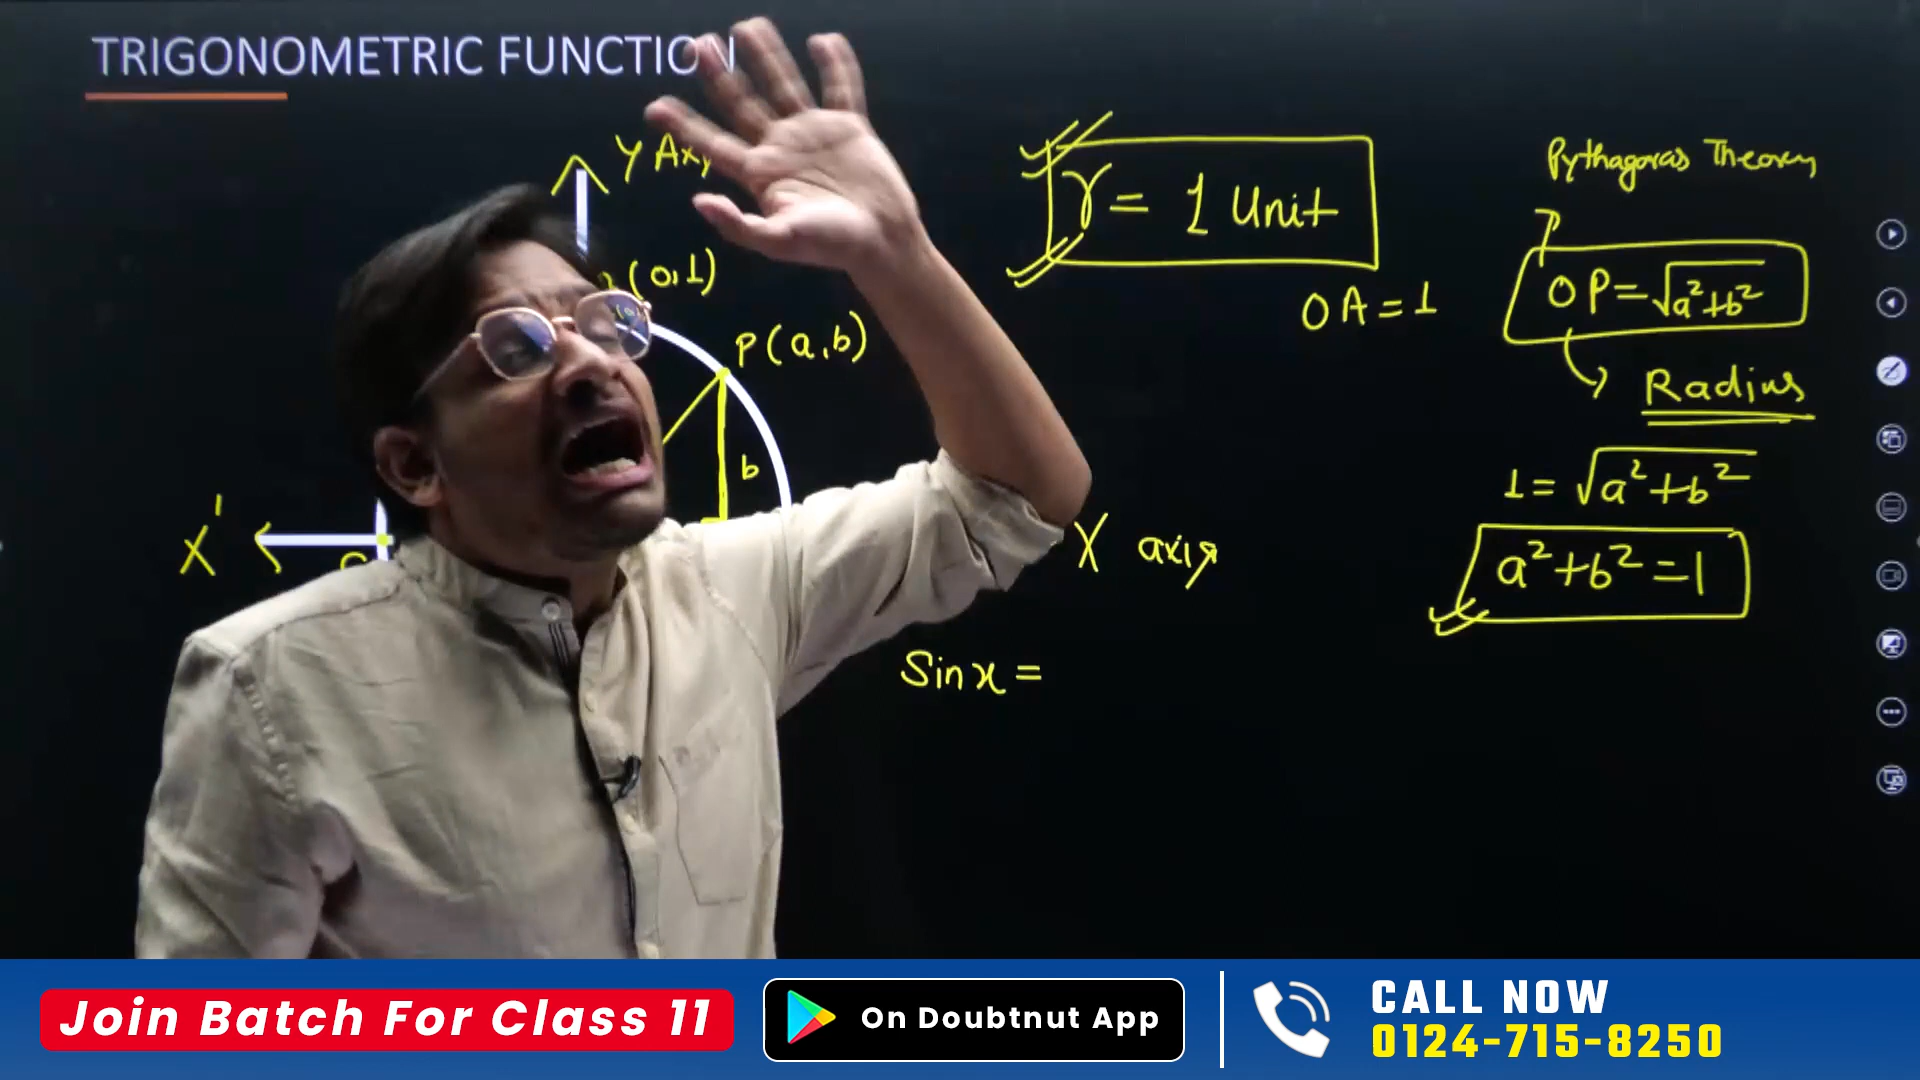 TRIGONOMETRIC FUNCTION
Y Axis
(0,1)
P(a,b)
b
X'
X axis
r = 1 Unit
OA = 1
Pythagoras Theorem
OP = √a²+b²
Radius
1 = √a²+b²
a²+b² = 1
Sin x =
Join Batch For Class 11
On Doubtnut App
CALL NOW
0124-715-8250